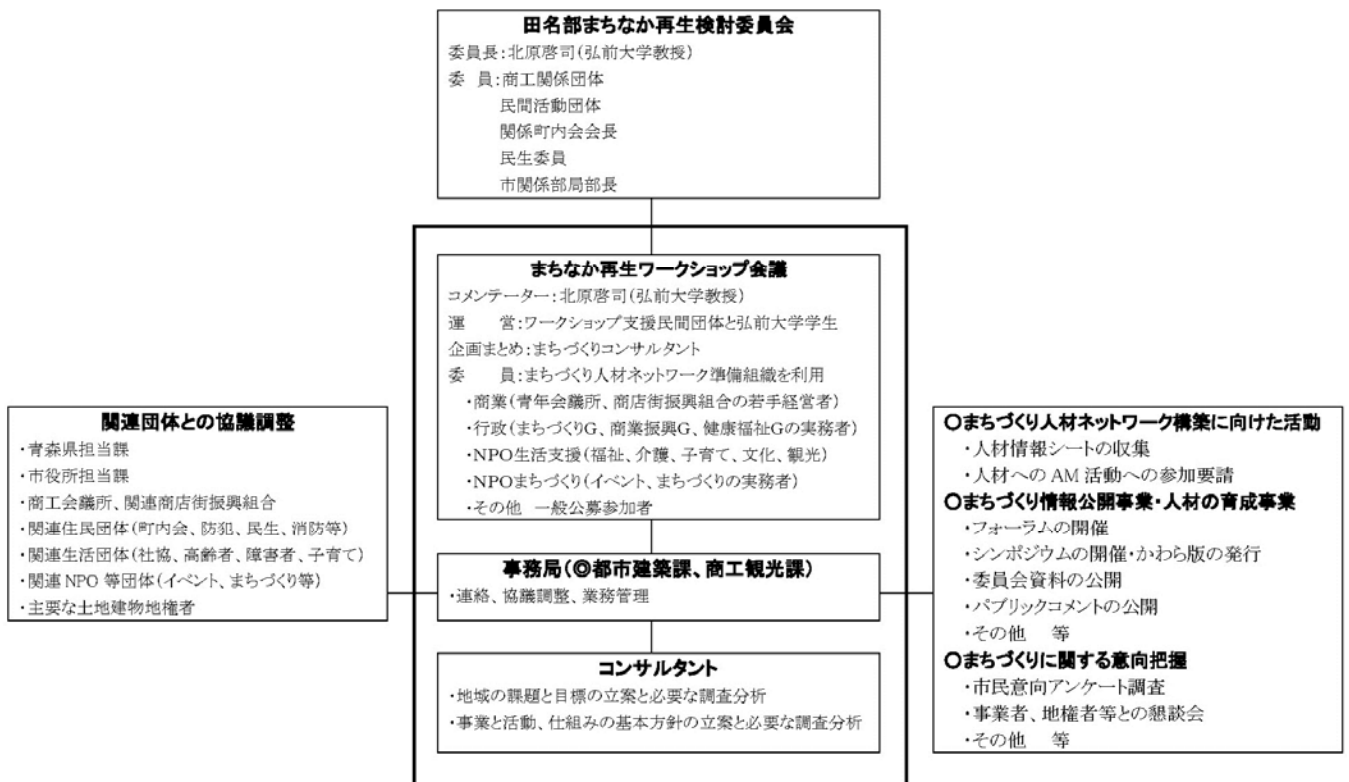 田名部まちなか再生検討委員会
委員長:北原啓司(弘前大学教授)
委　員:商工関係団体
民間活動団体
関係町内会会長
民生委員
市関係部局部長
まちなか再生ワークショップ会議
コメンテーター:北原啓司(弘前大学教授)
運　　営:ワークショップ支援民間団体と弘前大学学生
企画まとめ:まちづくりコンサルタント
委　　員:まちづくり人材ネットワーク準備組織を利用
・商業(青年会議所、商店街振興組合の若手経営者)
・行政(まちづくりG、商業振興G、健康福祉Gの実務者)
・NPO生活支援(福祉、介護、子育て、文化、観光)
・NPOまちづくり(イベント、まちづくりの実務者)
・その他　一般公募参加者
関連団体との協議調整
・青森県担当課
・市役所担当課
・商工会議所、関連商店街振興組合
・関連住民団体(町内会、防犯、民生、消防等)
・関連生活団体(社協、高齢者、障害者、子育て)
・関連 NPO 等団体(イベント、まちづくり等)
・主要な土地建物地権者
事務局(◎都市建築課、商工観光課)
・連絡、協議調整、業務管理
コンサルタント
・地域の課題と目標の立案と必要な調査分析
・事業と活動、仕組みの基本方針の立案と必要な調査分析
○まちづくり人材ネットワーク構築に向けた活動
・人材情報シートの収集
・人材への AM 活動への参加要請
○まちづくり情報公開事業・人材の育成事業
・フォーラムの開催
・シンポジウムの開催・かわら版の発行
・委員会資料の公開
・パブリックコメントの公開
・その他　等
○まちづくりに関する意向把握
・市民意向アンケート調査
・事業者、地権者等との懇談会
・その他　等